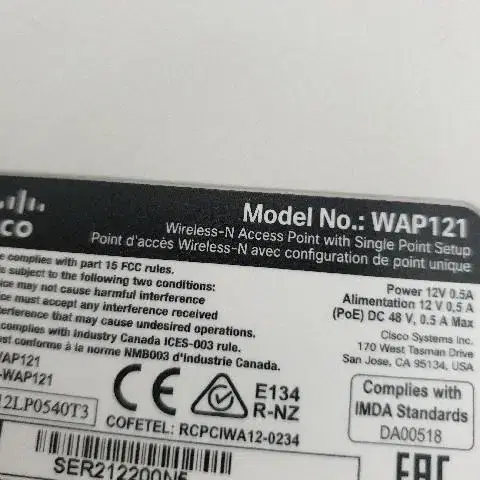 CO
Model No.: WAP121
Wireless-N Access Point with Single Point Setup
Point d'accès Wireless-N avec configuration de point unique
complies with part 15 FCC rules.
is subject to the following two conditions:
may not cause harmful interference
must accept any interference received
interference that may cause undesired operations.
complies with Industry Canada ICES-003 rule.
est conforme à la norme NMB003 d'Industrie Canada.
Power 12V 0.5A
Alimentation 12 V 0,5 A
(PoE) DC 48 V, 0.5 A Max
Cisco Systems Inc.
170 West Tasman Drive
San Jose, CA 95134, USA
WAP121
-WAP121
12LP0540T3
CE
E134
R-NZ
COFETEL: RCPCIWA12-0234
Complies with
IMDA Standards
DA00518
EAC
SER212200N5